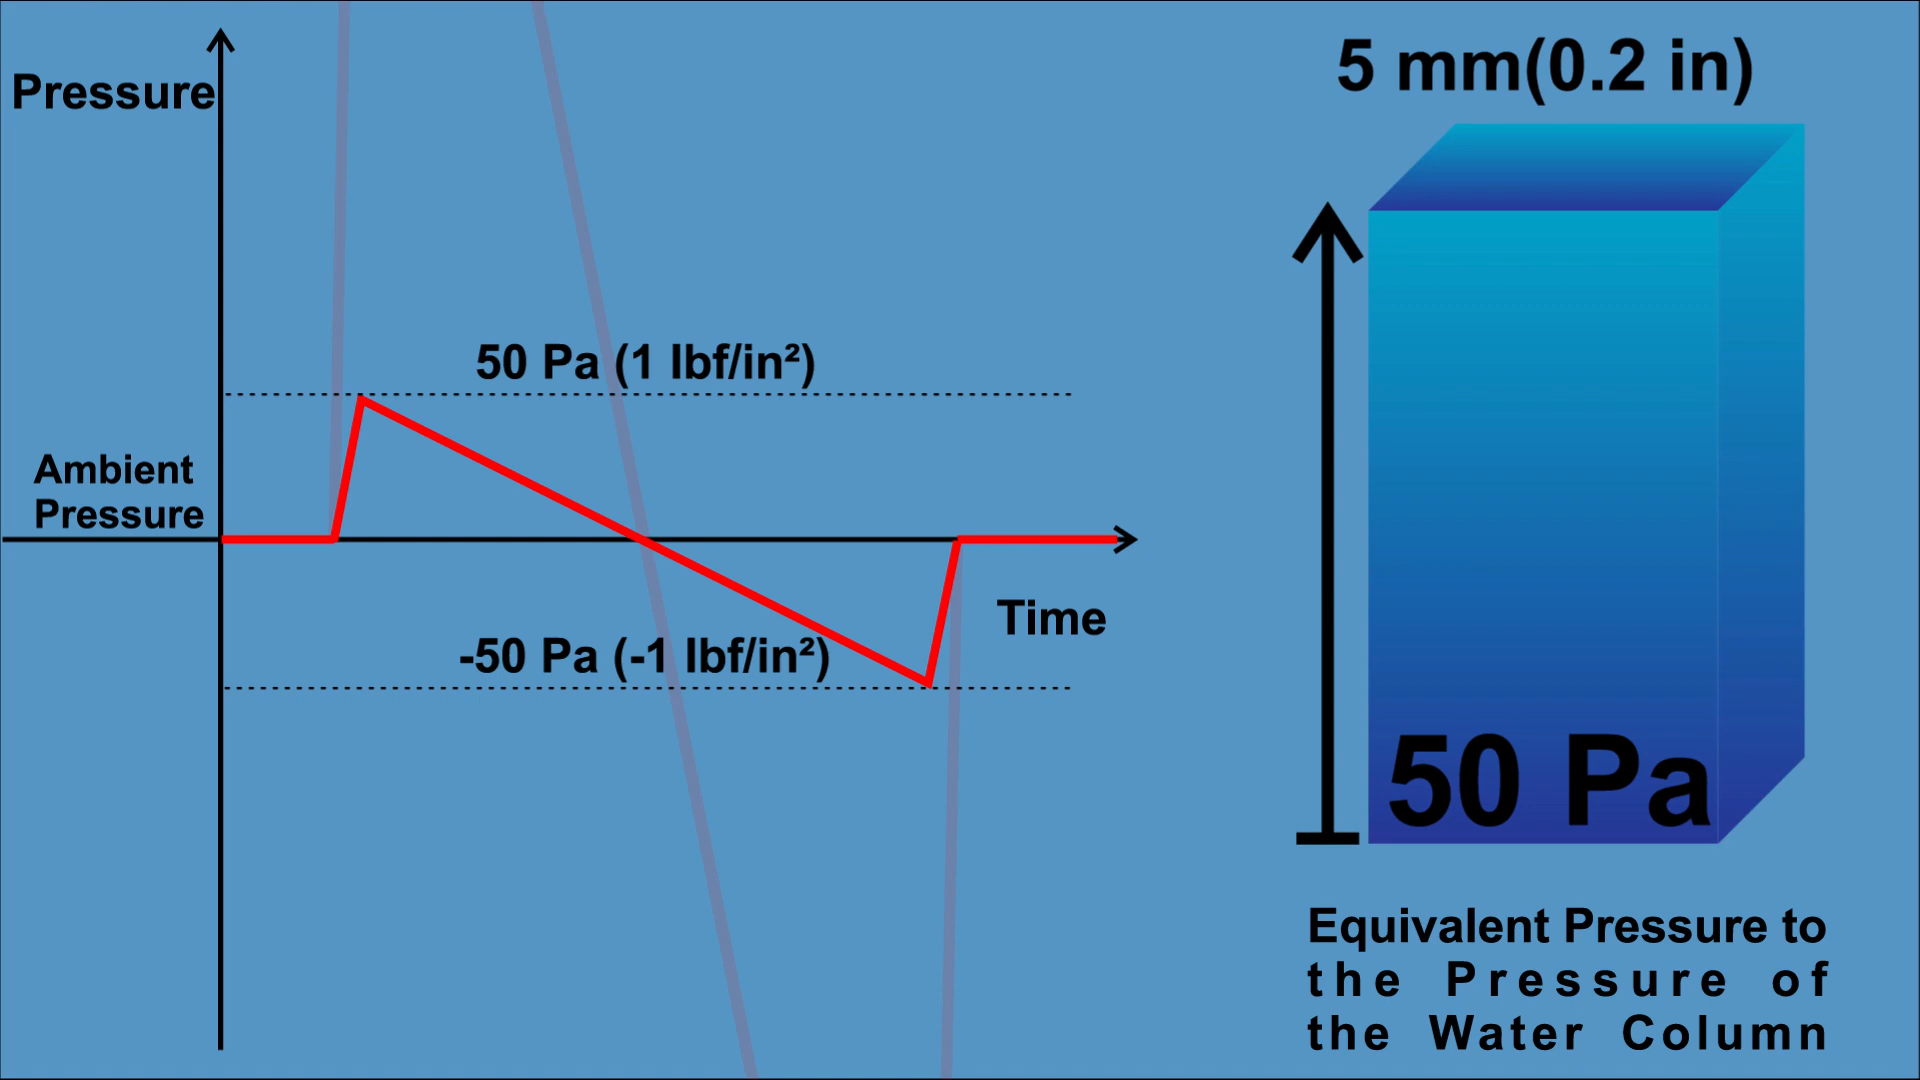 Pressure
50 Pa (1 lbf/in²)
Ambient
Pressure
Time
-50 Pa (-1 lbf/in²)
5 mm(0.2 in)
50 Pa
Equivalent Pressure to
the Pressure of
the Water Column